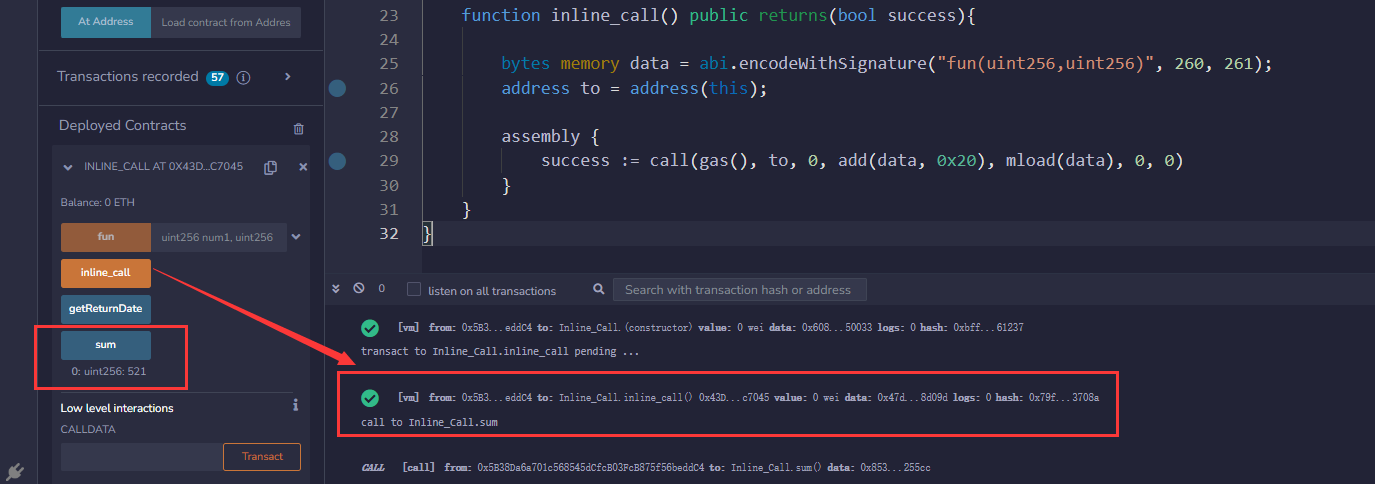 At Address
Load contract from Addres
Transactions recorded 57
Deployed Contracts
INLINE_CALL AT 0X43D...C7045
Balance: 0 ETH
fun
uint256 num1, uint256
inline_call
getReturnDate
sum
0: uint256: 521
Low level interactions
CALLDATA
Transact
23 function inline_call() public returns(bool success){
24
25 bytes memory data = abi.encodeWithSignature("fun(uint256,uint256)", 260, 261);
26 address to = address(this);
27
28 assembly {
29 success := call(gas(), to, 0, add(data, 0x20), mload(data), 0, 0)
30 }
31 }
32 }
0
listen on all transactions
Search with transaction hash or address
[vm] from: 0x5B3...eddC4 to: Inline_Call.(constructor) value: 0 wei data: 0x608...50033 logs: 0 hash: 0xbff...61237
transact to Inline_Call.inline_call pending ...
[vm] from: 0x5B3...eddC4 to: Inline_Call.inline_call() 0x43D...c7045 value: 0 wei data: 0x47d...8d09d logs: 0 hash: 0x79f...3708a
call to Inline_Call.sum
CALL [call] from: 0x5B38Da6a701c568545dCfcB03FcB875f56beddC4 to: Inline_Call.sum() data: 0x853...255cc